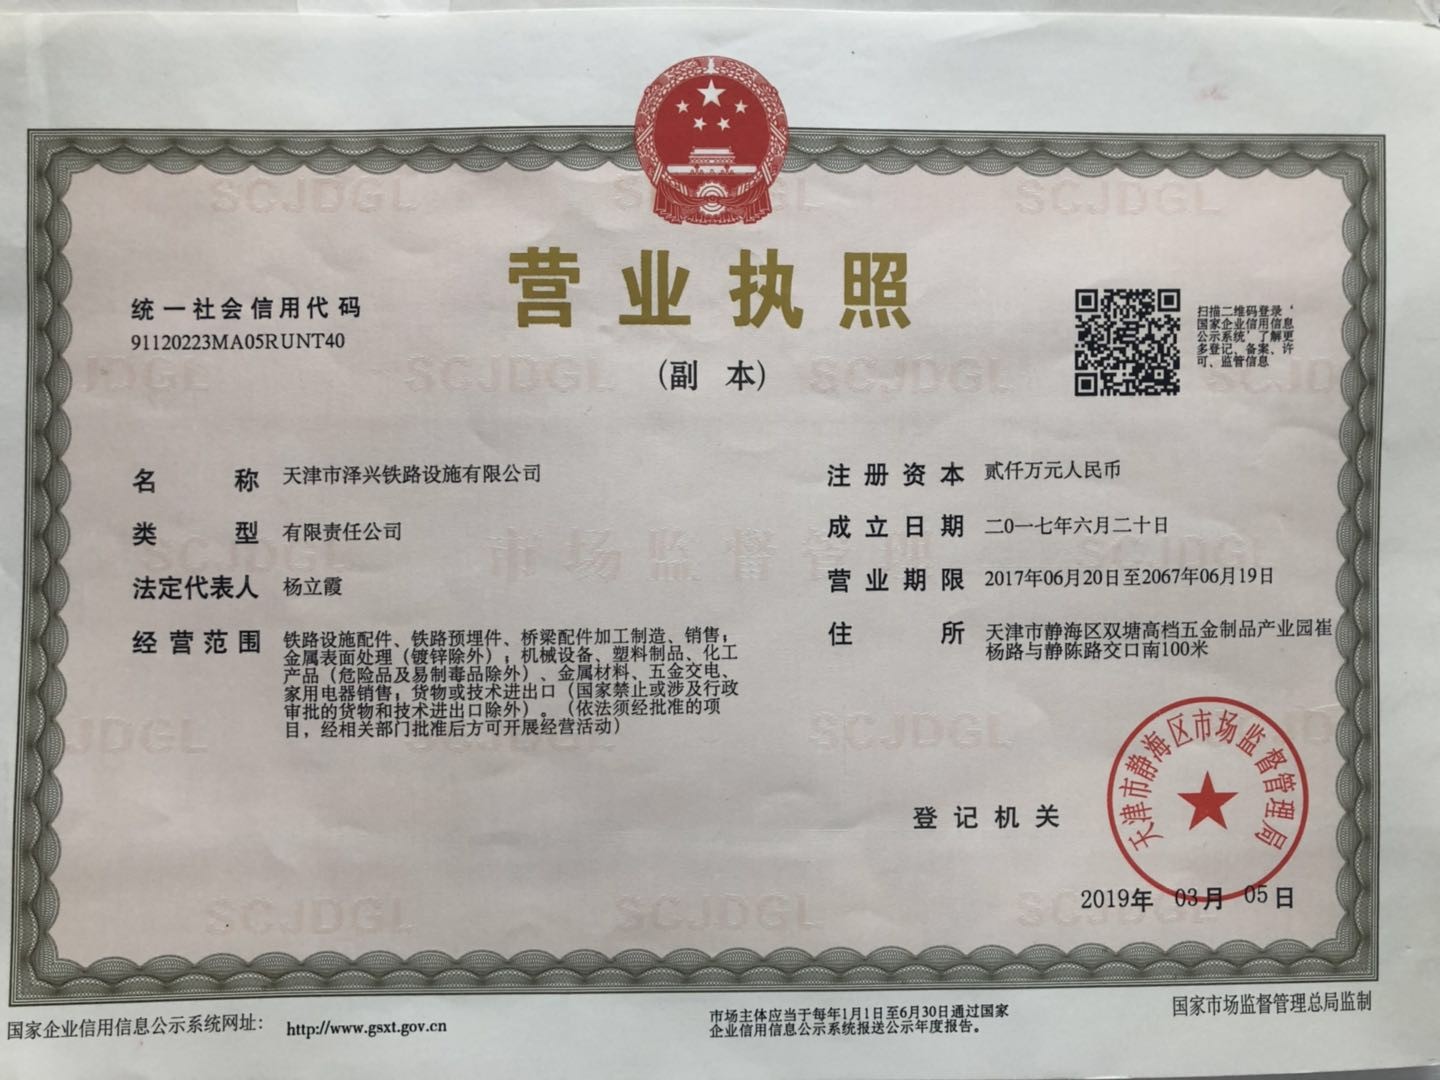 营业执照
(副 本)
统一社会信用代码
91120223MA05RUNT40
扫描二维码登录'
国家企业信用信息
公示系统'了解更
多登记、备案、许
可、监管信息
名称 天津市泽兴铁路设施有限公司
类型 有限责任公司
法定代表人 杨立霞
经营范围 铁路设施配件、铁路预埋件、桥梁配件加工制造、销售;
金属表面处理(镀锌除外);机械设备、塑料制品、化工
产品(危险品及易制毒品除外)、金属材料、五金交电、
家用电器销售;货物或技术进出口(国家禁止或涉及行政
审批的货物和技术进出口除外)。(依法须经批准的项
目,经相关部门批准后方可开展经营活动)
注册资本 贰仟万元人民币
成立日期 二〇一七年六月二十日
营业期限 2017年06月20日至2067年06月19日
住所 天津市静海区双塘高档五金制品产业园崔
杨路与静陈路交口南100米
登记机关
天津市静海区市场监督管理局
2019年 03月 05日
国家企业信用信息公示系统网址: http://www.gsxt.gov.cn
市场主体应当于每年1月1日至6月30日通过国家
企业信用信息公示系统报送公示年度报告。
国家市场监督管理总局监制
SCJDGL
SCJDGL
SCJDGL
SCJDGL
SCJDGL
市场监督管理
SCJDGL
SCJDGL
SCJDGL
SCJDGL
SCJDGL